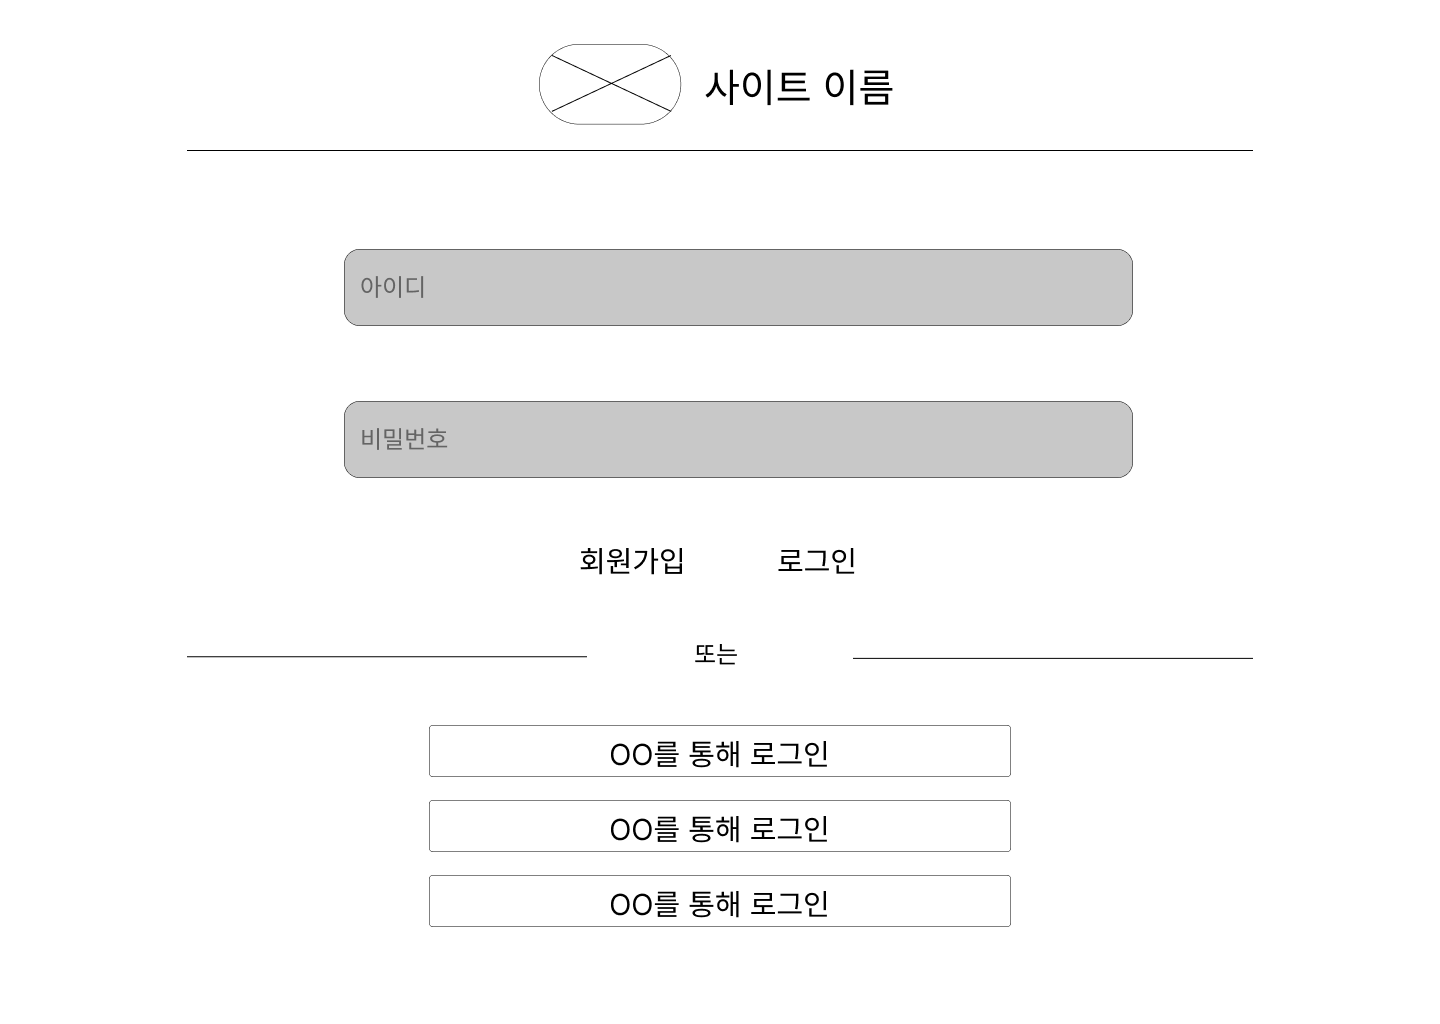 사이트 이름
아이디
비밀번호
회원가입 로그인
또는
OO를 통해 로그인
OO를 통해 로그인
OO를 통해 로그인